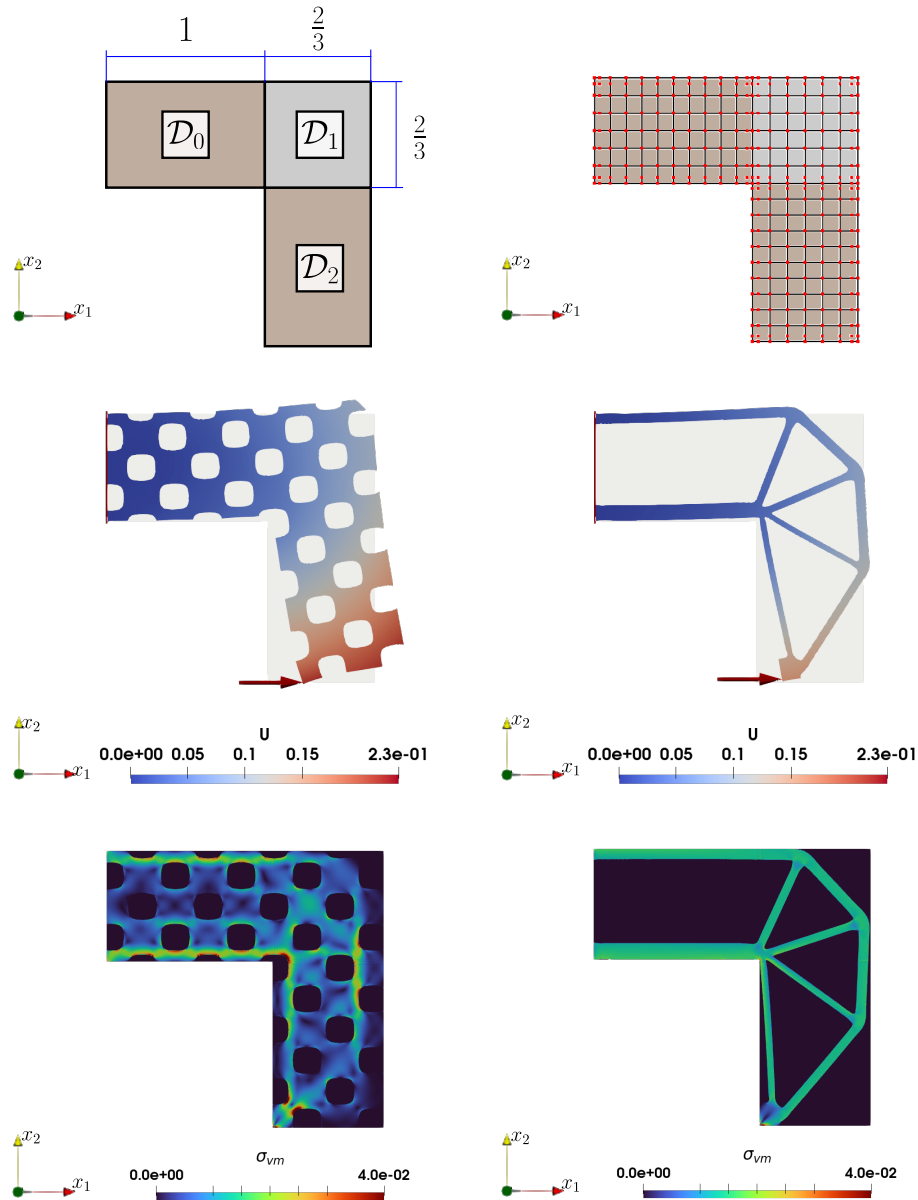 1
2/3
D₀
D₁
2/3
D₂
x₂
x₁
x₂
x₁
x₂
x₁
U
0.0e+00 0.05 0.1 0.15 2.3e-01
x₂
x₁
U
0.0e+00 0.05 0.1 0.15 2.3e-01
x₂
x₁
σvm
0.0e+00 4.0e-02
x₂
x₁
σvm
0.0e+00 4.0e-02